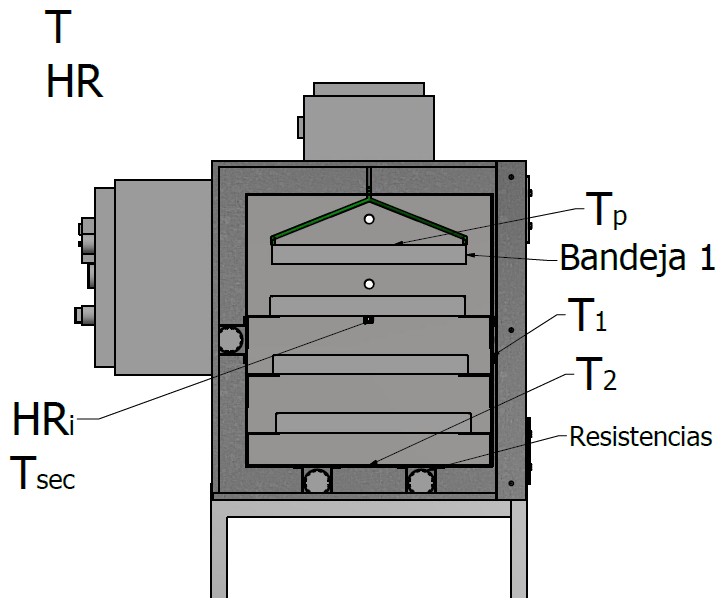 T
HR
Tp
Bandeja 1
T1
T2
Resistencias
HRi
Tsec